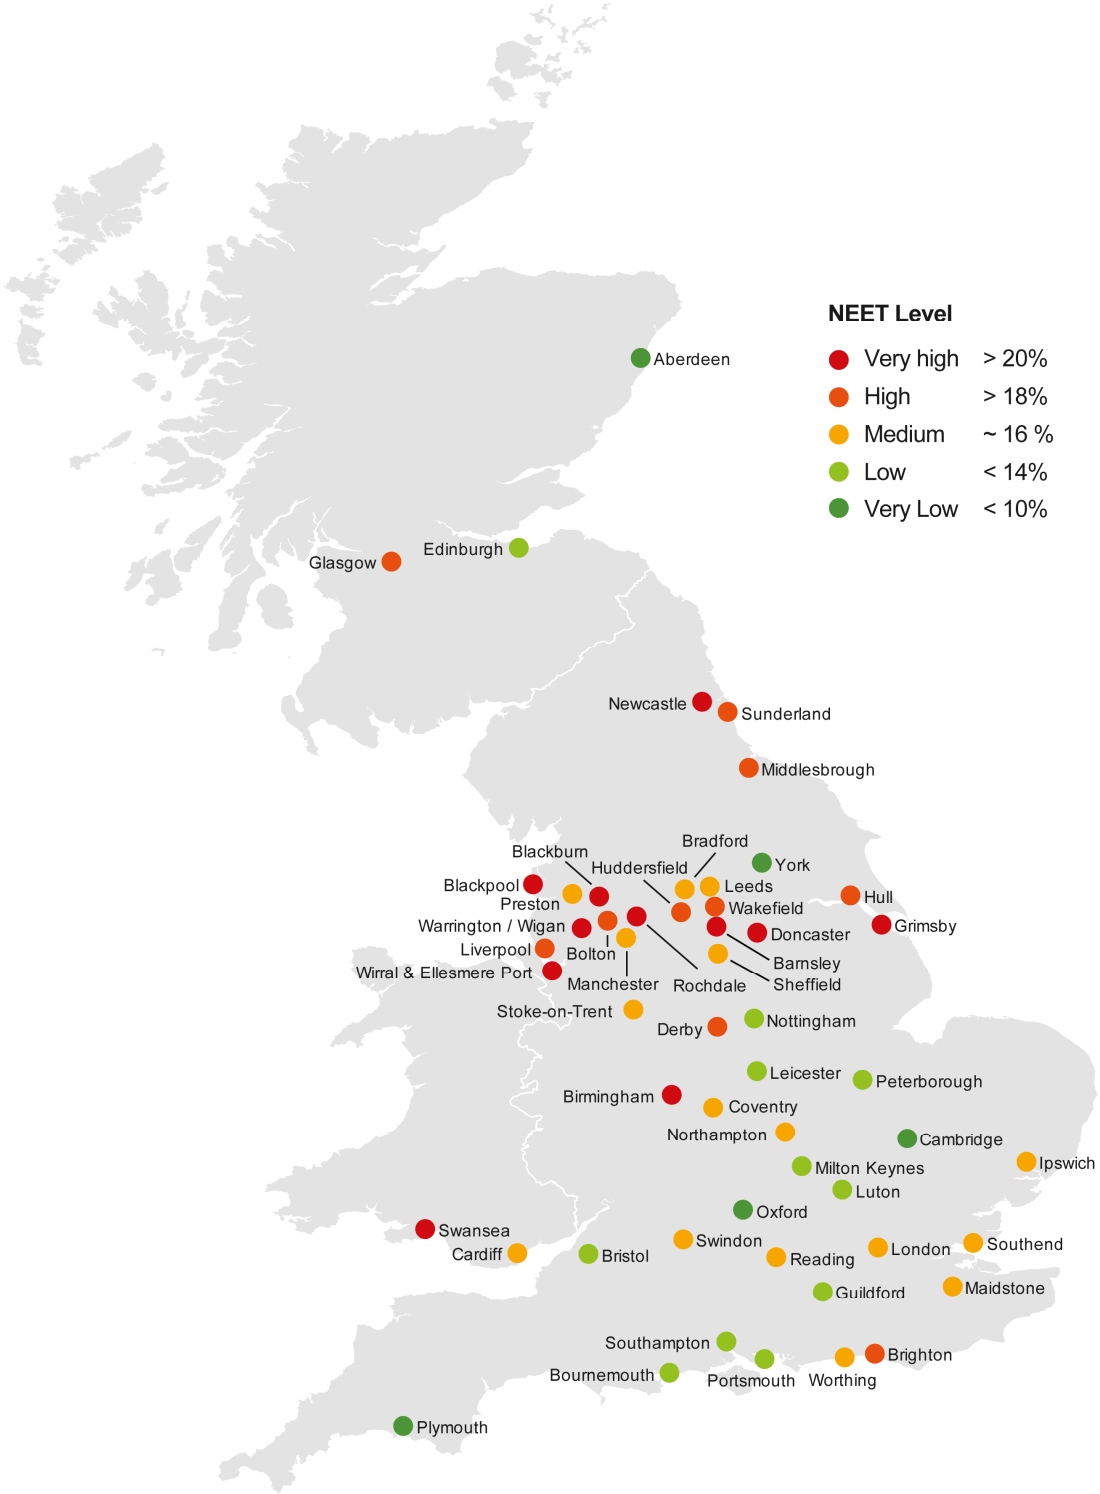 NEET Level
Very high > 20%
High > 18%
Medium ~ 16 %
Low < 14%
Very Low < 10%
Aberdeen
Edinburgh
Glasgow
Newcastle
Sunderland
Middlesbrough
Bradford
Blackburn
Huddersfield
York
Blackpool
Leeds
Preston
Hull
Wakefield
Warrington / Wigan
Grimsby
Doncaster
Liverpool
Bolton
Barnsley
Wirral & Ellesmere Port
Manchester
Rochdale
Sheffield
Stoke-on-Trent
Nottingham
Derby
Leicester
Peterborough
Birmingham
Coventry
Northampton
Cambridge
Ipswich
Milton Keynes
Luton
Oxford
Swansea
Swindon
Southend
London
Cardiff
Bristol
Reading
Maidstone
Guildford
Southampton
Brighton
Bournemouth
Portsmouth
Worthing
Plymouth